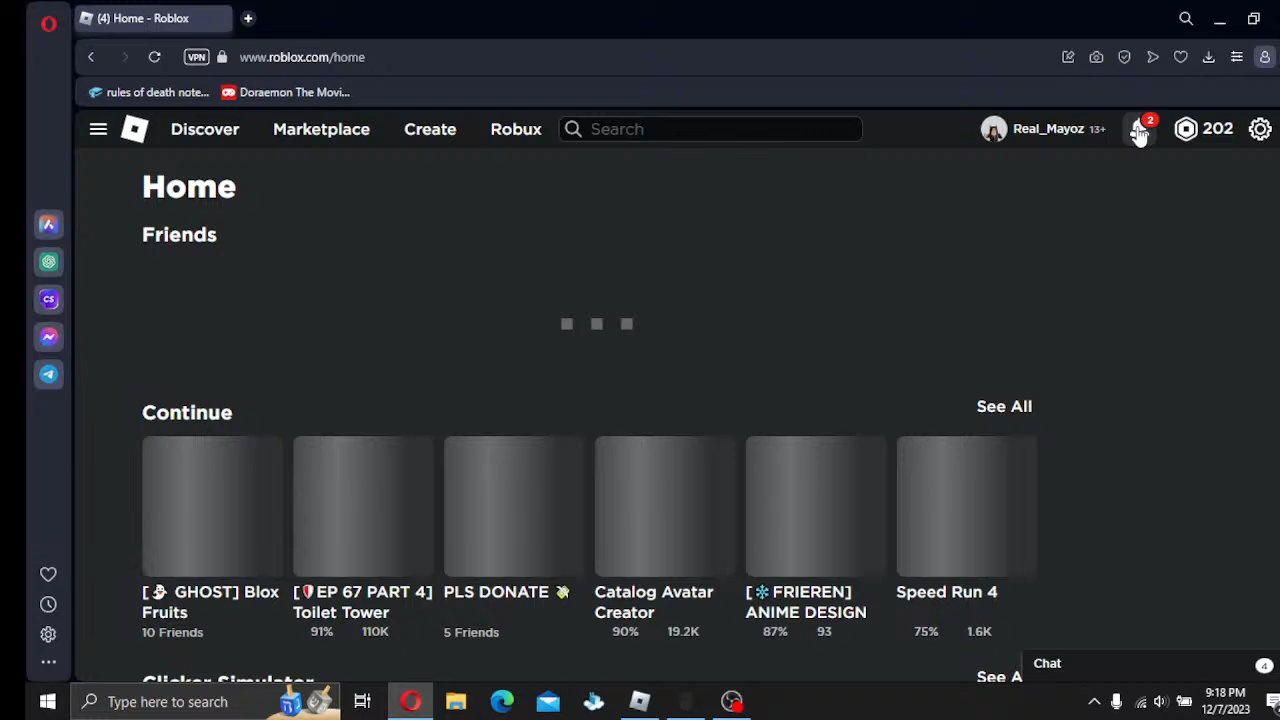 (4) Home - Roblox
VPN
www.roblox.com/home
rules of death note...
Doraemon The Movi...
Discover
Marketplace
Create
Robux
Search
Real_Mayoz 13+
2
202
Home
Friends
Continue
See All
[👻 GHOST] Blox Fruits
10 Friends
[🛡️EP 67 PART 4] Toilet Tower
91% 110K
PLS DONATE 💸
5 Friends
Catalog Avatar Creator
90% 19.2K
[❄️FRIEREN] ANIME DESIGN
87% 93
Speed Run 4
75% 1.6K
Clicker Simulator
See A
Chat
4
CS
Type here to search
9:18 PM
12/7/2023